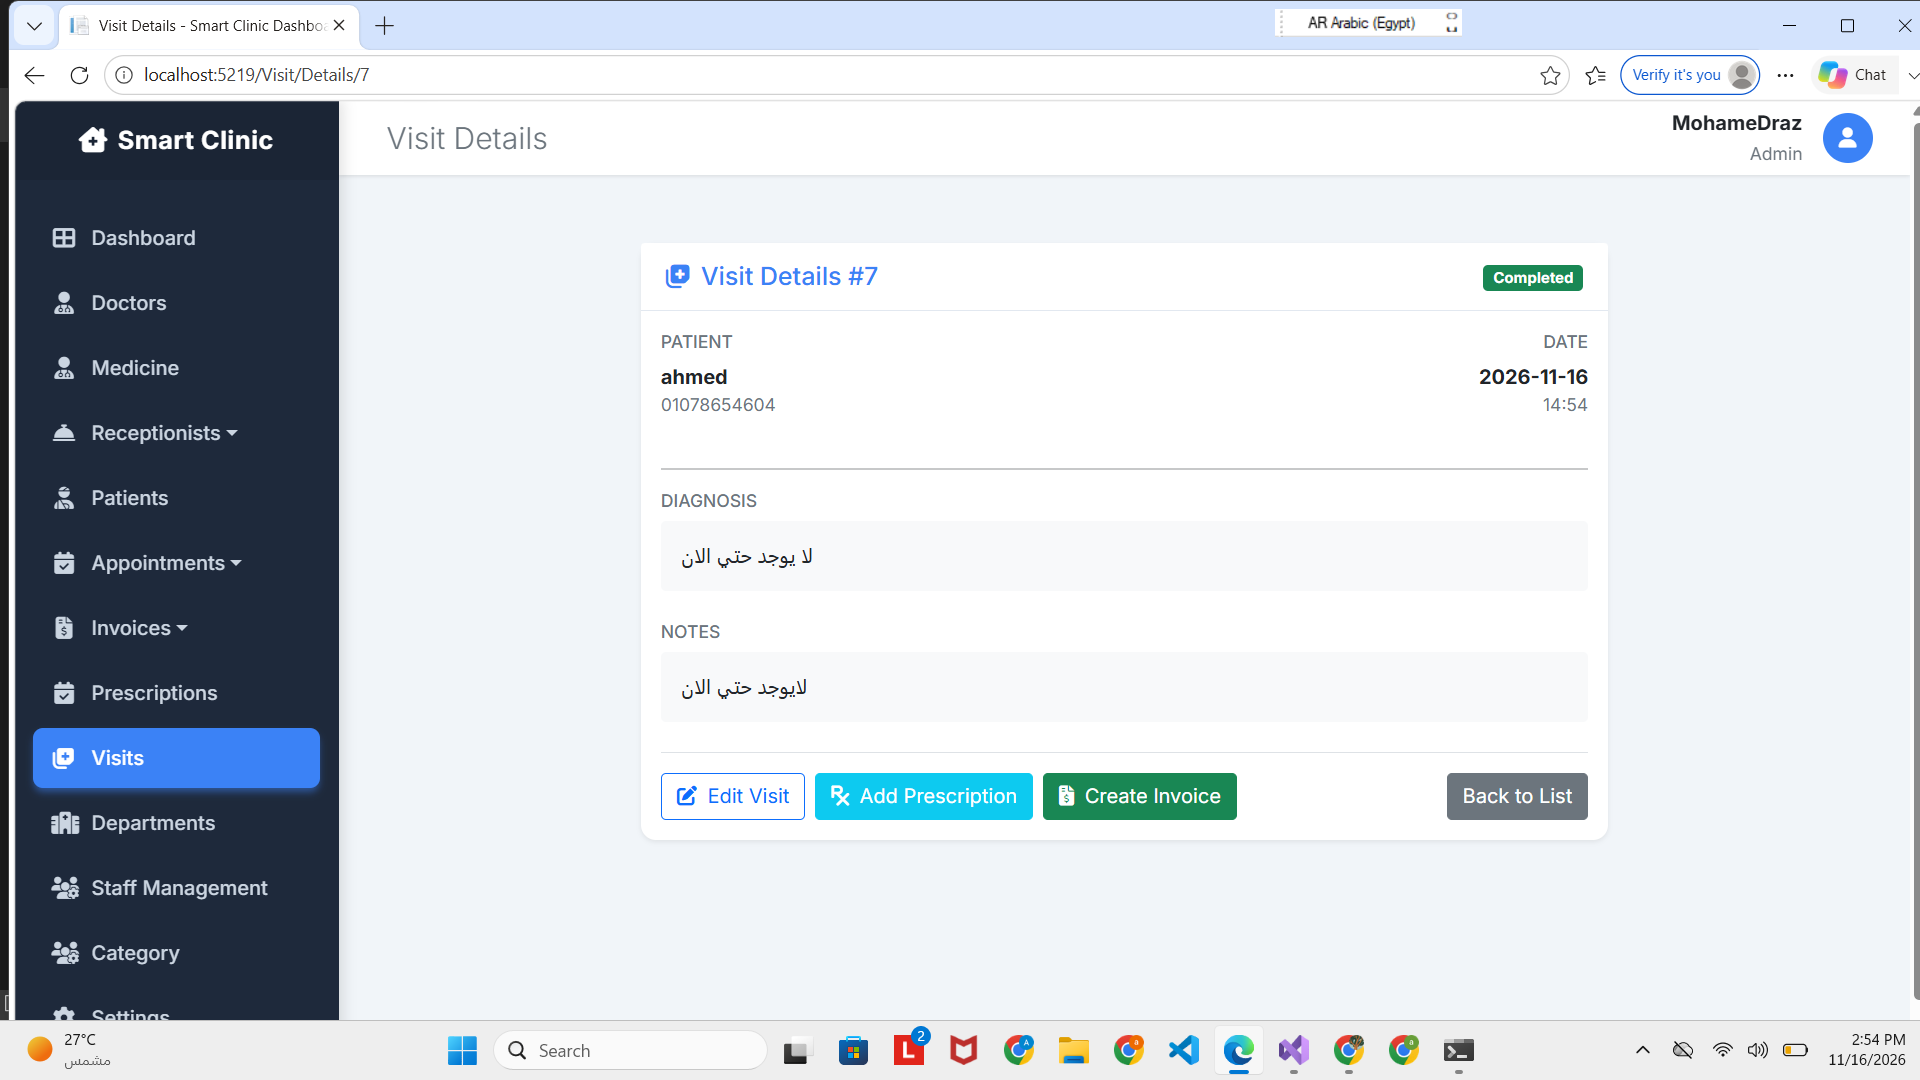 Visit Details - Smart Clinic Dashbo
AR Arabic (Egypt)
localhost:5219/Visit/Details/7
Verify it's you
Chat
Smart Clinic
Visit Details
MohameDraz
Admin
Dashboard
Doctors
Medicine
Receptionists
Patients
Appointments
Invoices
Prescriptions
Visits
Departments
Staff Management
Category
Settings
Visit Details #7
Completed
PATIENT
DATE
ahmed
2026-11-16
01078654604
14:54
DIAGNOSIS
لا يوجد حتي الان
NOTES
لايوجد حتي الان
Edit Visit
Add Prescription
Create Invoice
Back to List
27°C
مشمس
Search
2
2:54 PM
11/16/2026